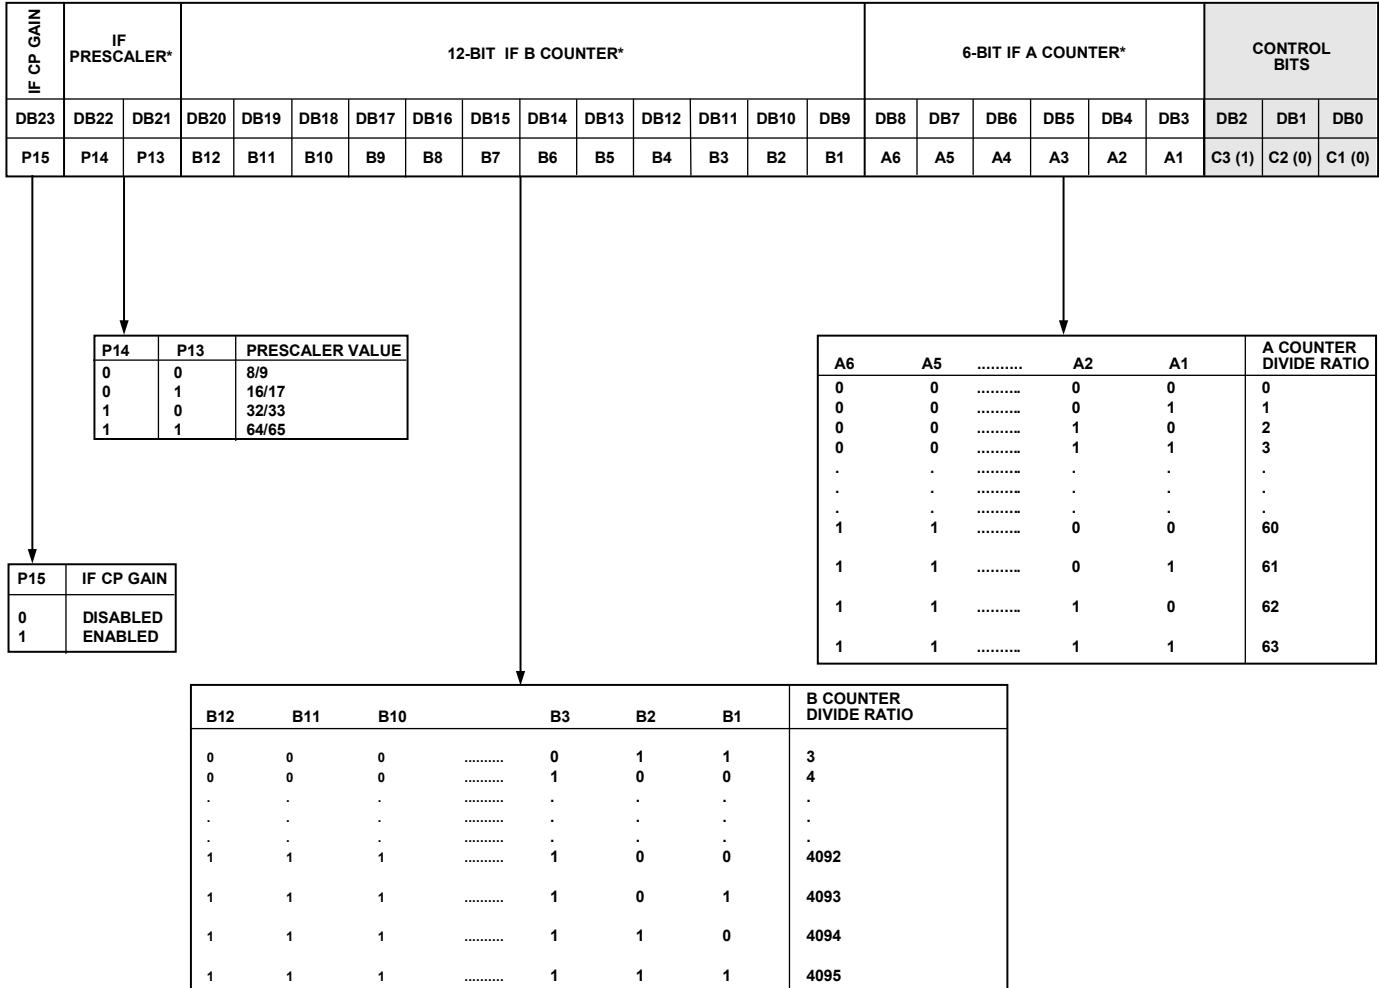 IF CP GAIN
IF PRESCALER*
12-BIT IF B COUNTER*
6-BIT IF A COUNTER*
CONTROL BITS
DB23 DB22 DB21 DB20 DB19 DB18 DB17 DB16 DB15 DB14 DB13 DB12 DB11 DB10 DB9 DB8 DB7 DB6 DB5 DB4 DB3 DB2 DB1 DB0
P15 P14 P13 B12 B11 B10 B9 B8 B7 B6 B5 B4 B3 B2 B1 A6 A5 A4 A3 A2 A1 C3 (1) C2 (0) C1 (0)
P14 P13 PRESCALER VALUE
0 0 8/9
0 1 16/17
1 0 32/33
1 1 64/65
A6 A5 .......... A2 A1 A COUNTER DIVIDE RATIO
0 0 .......... 0 0 0
0 0 .......... 0 1 1
0 0 .......... 1 0 2
0 0 .......... 1 1 3
. . .......... . . .
. . .......... . . .
. . .......... . . .
1 1 .......... 0 0 60
1 1 .......... 0 1 61
1 1 .......... 1 0 62
1 1 .......... 1 1 63
P15 IF CP GAIN
0 DISABLED
1 ENABLED
B12 B11 B10 B3 B2 B1 B COUNTER DIVIDE RATIO
0 0 0 .......... 0 1 1 3
0 0 0 .......... 1 0 0 4
. . . .......... . . . .
. . . .......... . . . .
. . . .......... . . . .
1 1 1 .......... 1 0 0 4092
1 1 1 .......... 1 0 1 4093
1 1 1 .......... 1 1 0 4094
1 1 1 .......... 1 1 1 4095